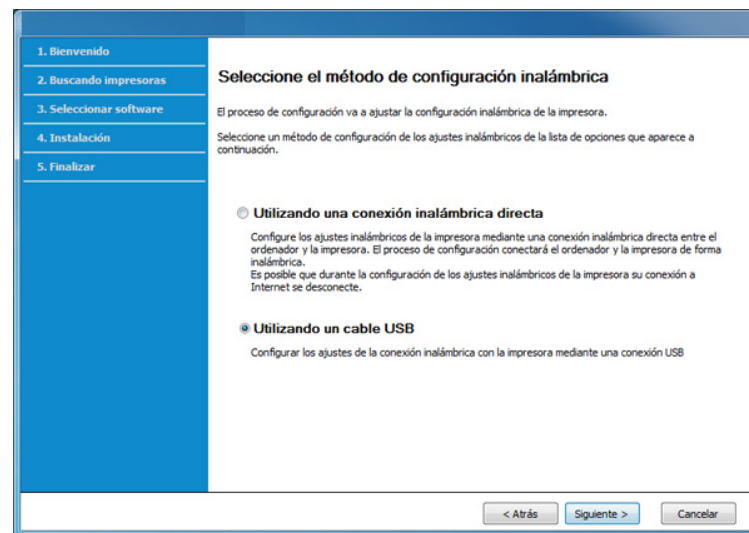 1. Bienvenido
2. Buscando impresoras
3. Seleccionar software
4. Instalación
5. Finalizar
Seleccione el método de configuración inalámbrica
El proceso de configuración va a ajustar la configuración inalámbrica de la impresora.
Seleccione un método de configuración de los ajustes inalámbricos de la lista de opciones que aparece a
continuación.
Utilizando una conexión inalámbrica directa
Configure los ajustes inalámbricos de la impresora mediante una conexión inalámbrica directa entre el
ordenador y la impresora. El proceso de configuración conectará el ordenador y la impresora de forma
inalámbrica.
Es posible que durante la configuración de los ajustes inalámbricos de la impresora su conexión a
Internet se desconecte.
Utilizando un cable USB
Configurar los ajustes de la conexión inalámbrica con la impresora mediante una conexión USB
< Atrás
Siguiente >
Cancelar